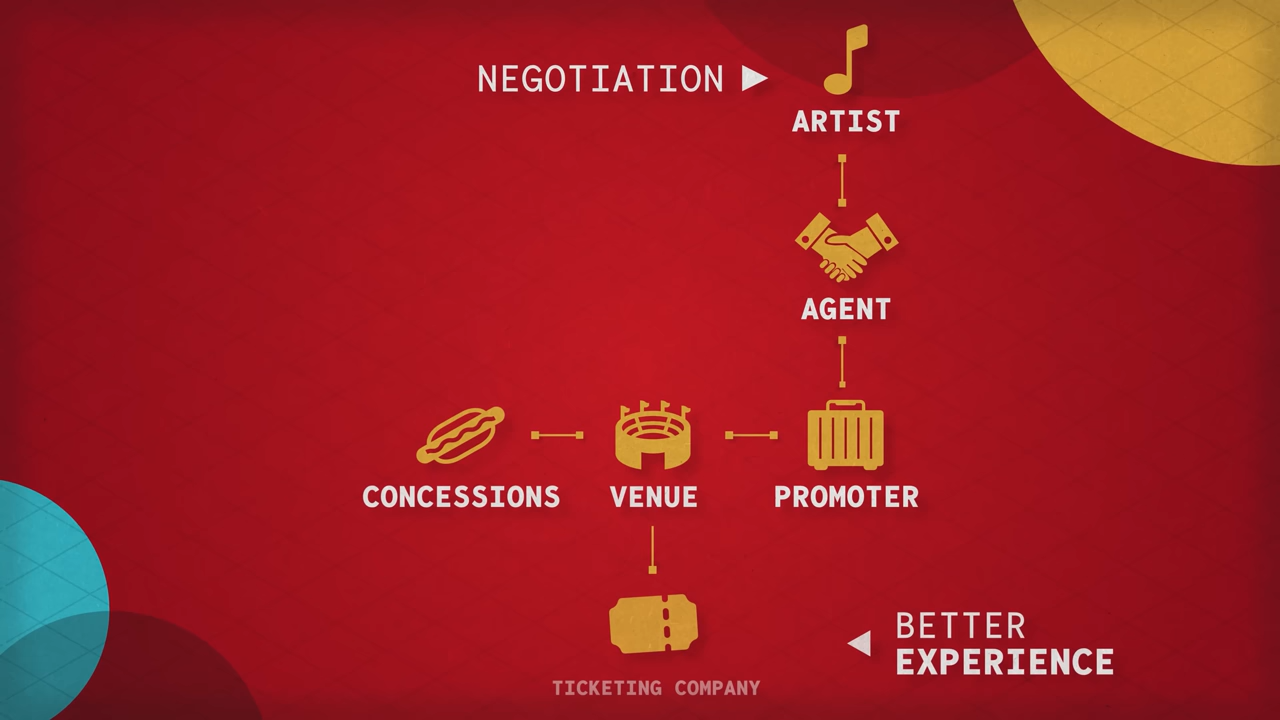 NEGOTIATION
ARTIST
AGENT
CONCESSIONS
VENUE
PROMOTER
BETTER
EXPERIENCE
TICKETING COMPANY